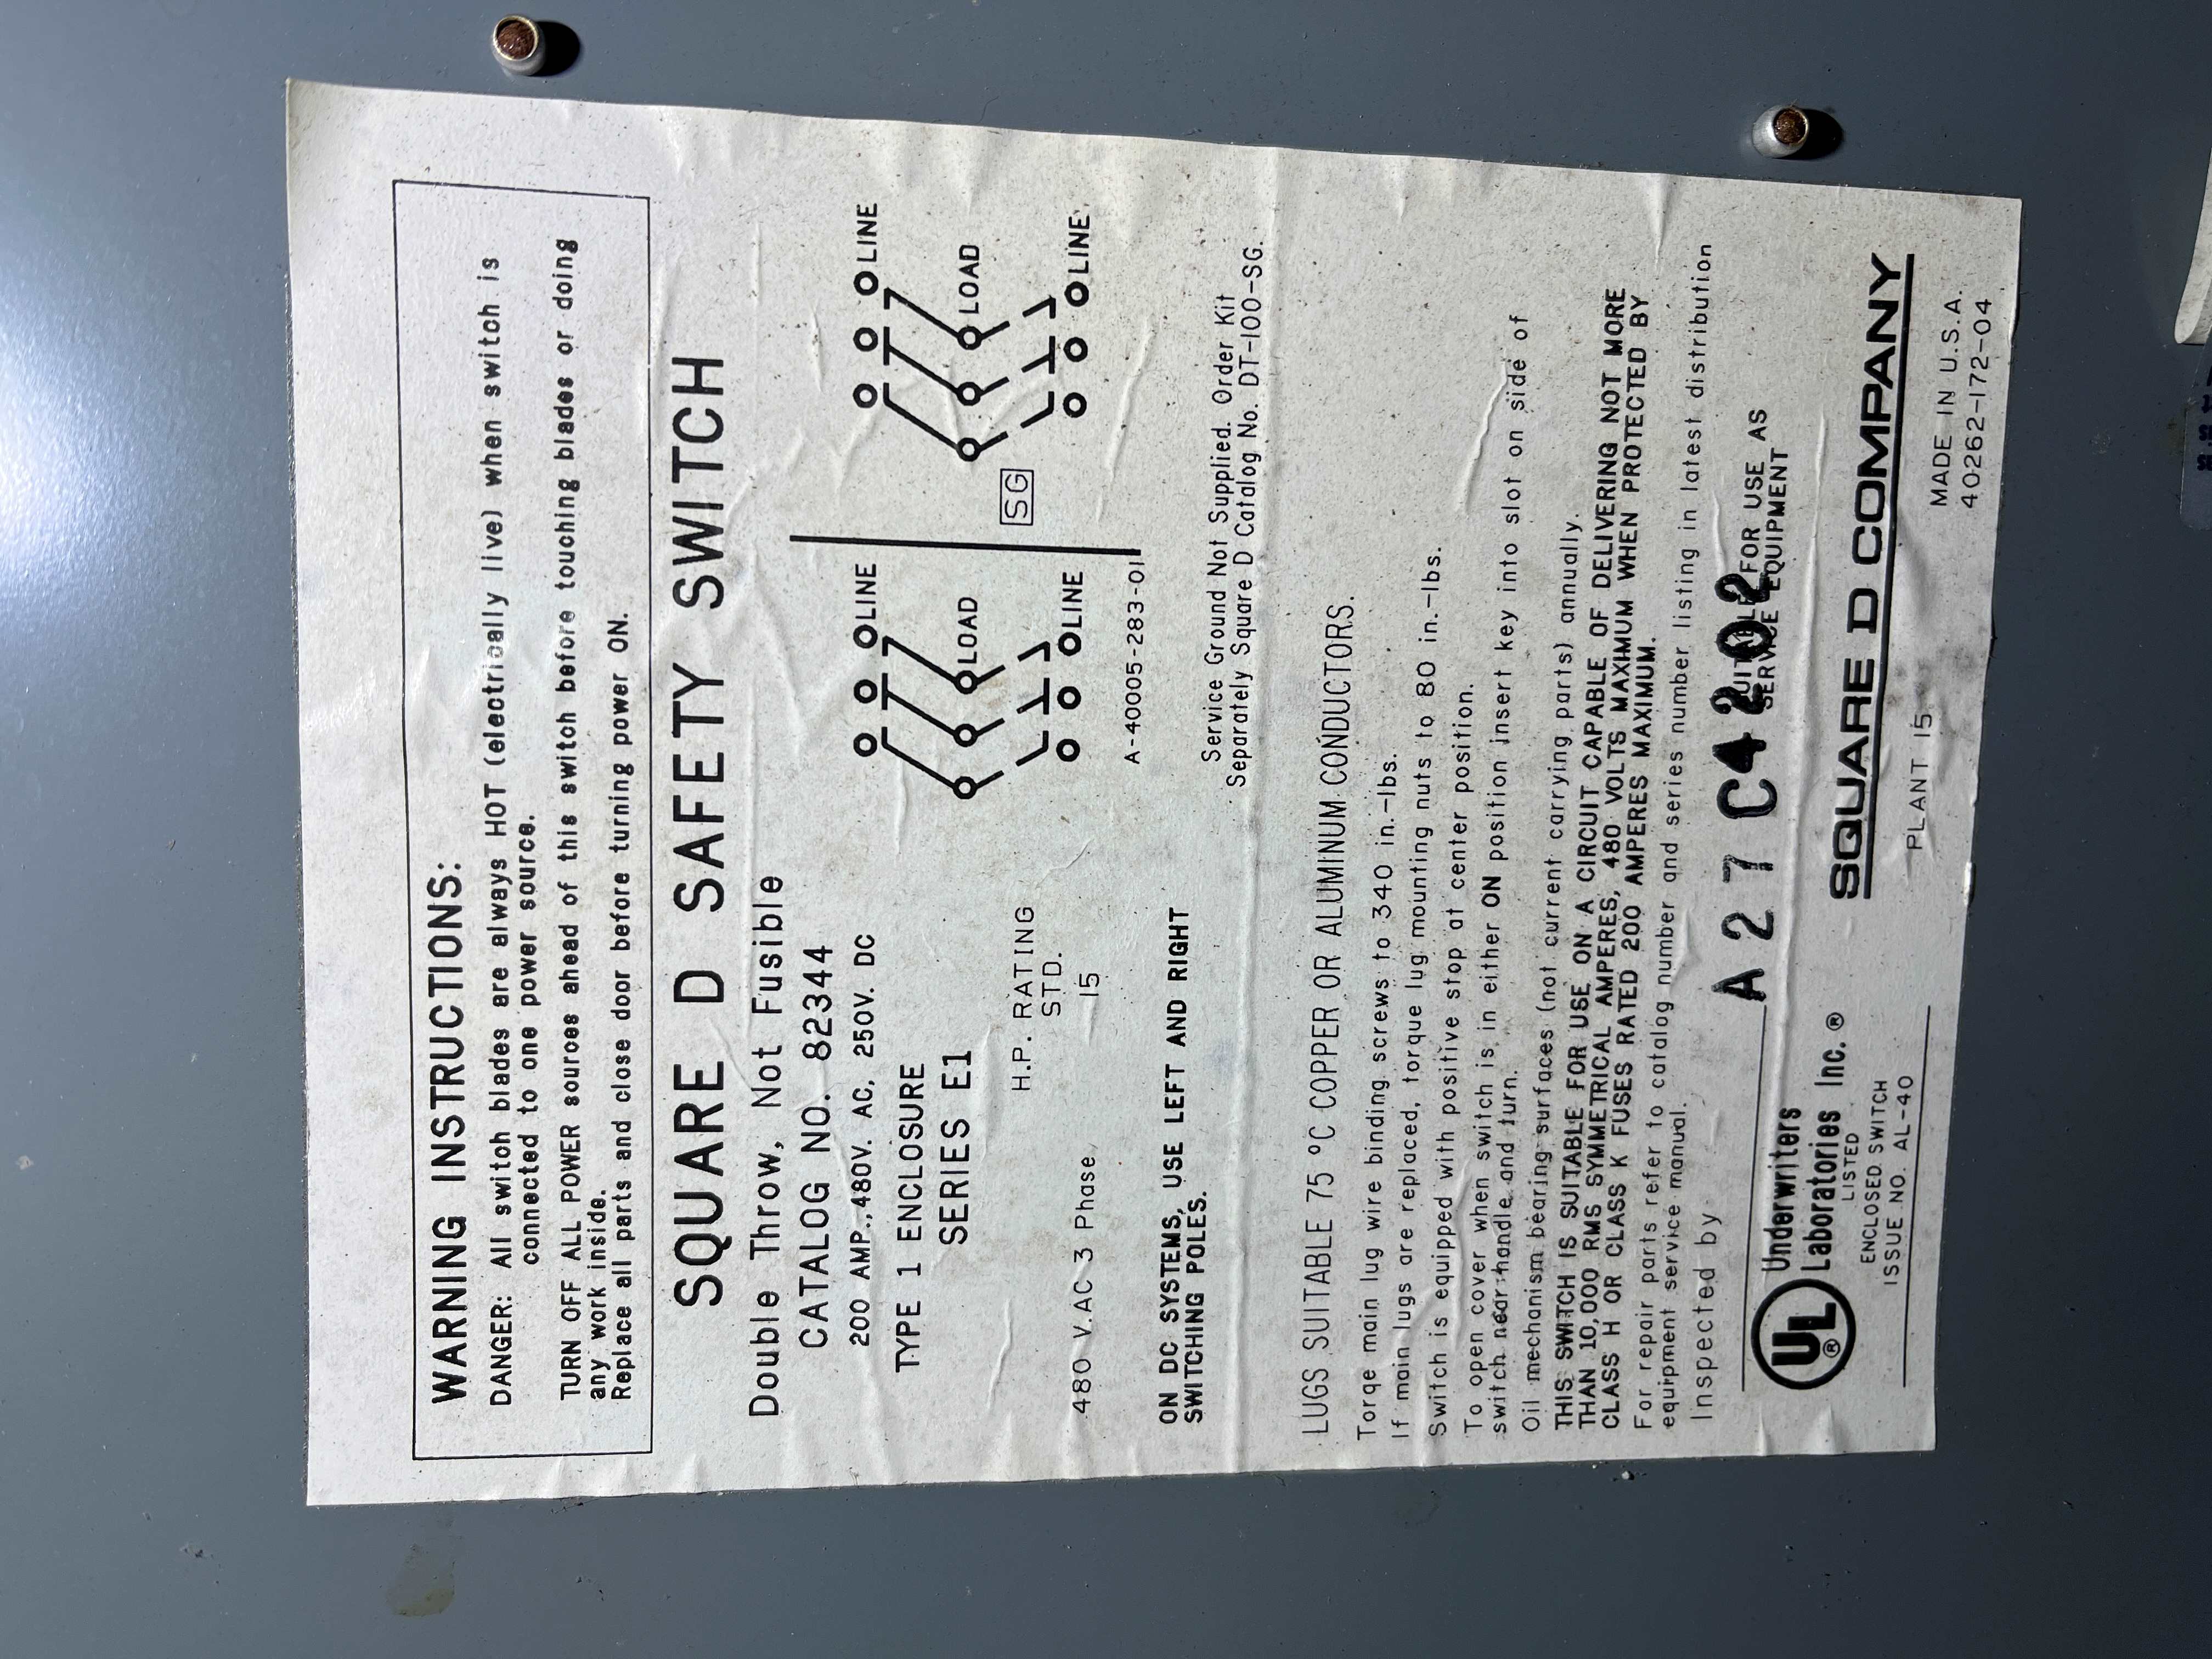 WARNING INSTRUCTIONS:
DANGER: All switch blades are always HOT (electrically live) when switch is
connected to one power source.
TURN OFF ALL POWER sources ahead of this switch before touching blades or doing
any work inside.
Replace all parts and close door before turning power ON.
SQUARE D SAFETY SWITCH
Double Throw, Not Fusible
CATALOG NO. 82344
200 AMP., 480V. AC, 250V. DC
TYPE 1 ENCLOSURE
SERIES E1
H.P. RATING
STD.
480 V. AC 3 Phase 15
ON DC SYSTEMS, USE LEFT AND RIGHT
SWITCHING POLES.
LINE
LOAD
LINE
A-40005-283-01
LINE
LOAD
LINE
SG
Service Ground Not Supplied. Order Kit
Separately Square D Catalog No. DT-100-SG.
LUGS SUITABLE 75 °C COPPER OR ALUMINUM CONDUCTORS.
Torqe main lug wire binding screws to 340 in.-lbs.
If main lugs are replaced, torque lug mounting nuts to 80 in.-lbs.
Switch is equipped with positive stop at center position.
To open cover when switch is in either ON position insert key into slot on side of
switch near handle and turn.
Oil mechanism bearing surfaces (not current carrying parts) annually.
THIS SWITCH IS SUITABLE FOR USE ON A CIRCUIT CAPABLE OF DELIVERING NOT MORE
THAN 10,000 RMS SYMMETRICAL AMPERES, 480 VOLTS MAXIMUM WHEN PROTECTED BY
CLASS H OR CLASS K FUSES RATED 200 AMPERES MAXIMUM.
For repair parts refer to catalog number and series number listing in latest distribution
equipment service manual.
Inspected by
A 27 C4202
SUITABLE FOR USE AS
SERVICE EQUIPMENT
UL ®
Underwriters
Laboratories Inc. ®
LISTED
ENCLOSED SWITCH
ISSUE NO. AL-40
SQUARE D COMPANY
PLANT 15
MADE IN U.S.A.
40262-172-04